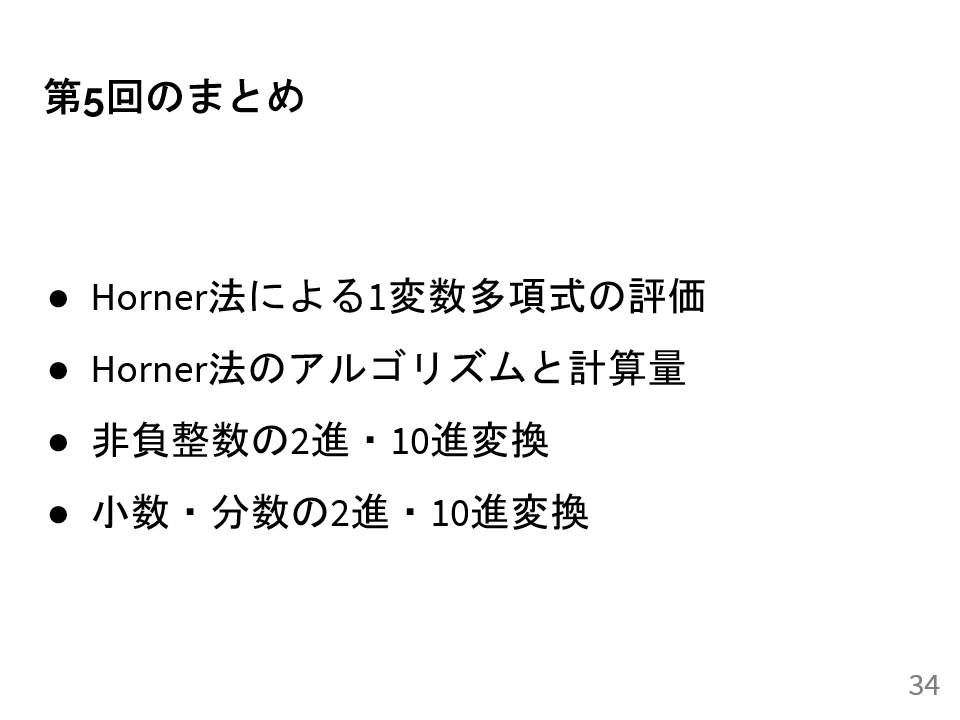 第5回のまとめ
● Horner法による1変数多項式の評価
● Horner法のアルゴリズムと計算量
● 非負整数の2進・10進変換
● 小数・分数の2進・10進変換
34